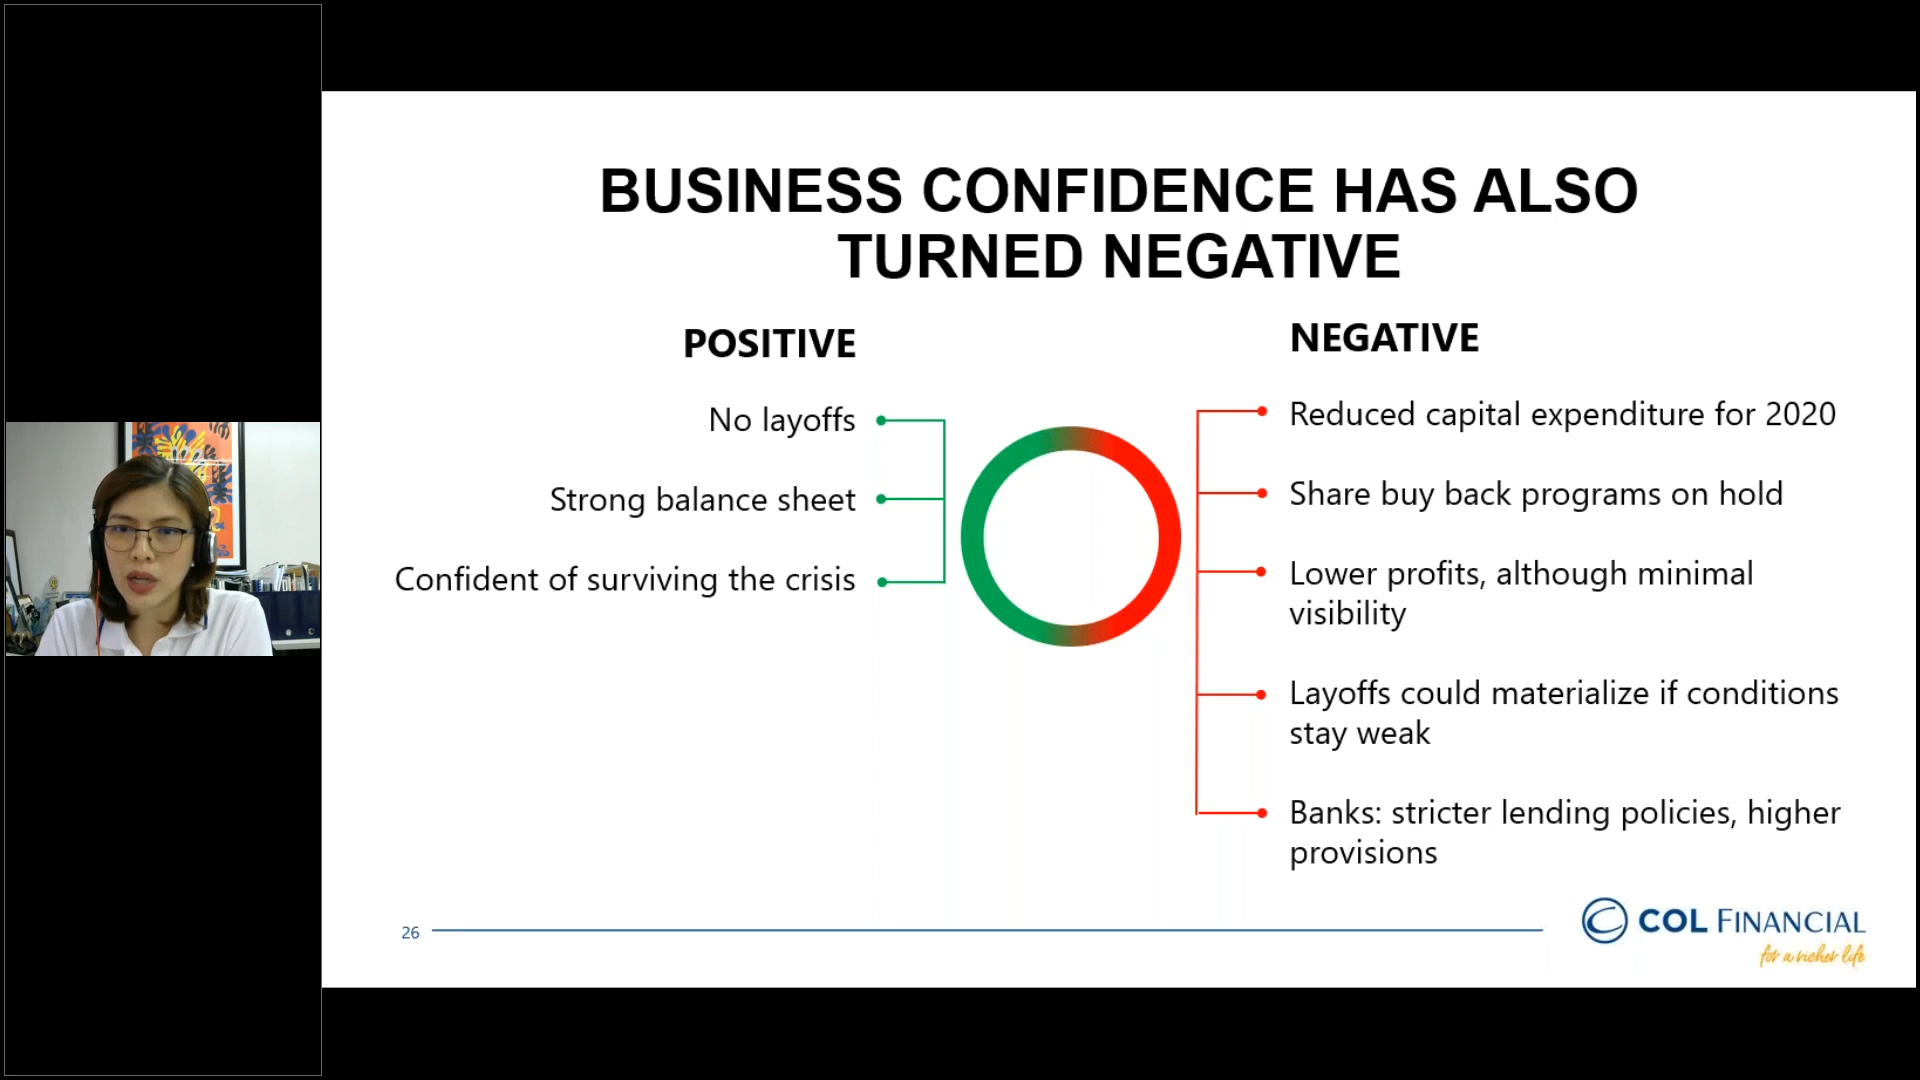 BUSINESS CONFIDENCE HAS ALSO
TURNED NEGATIVE
POSITIVE
No layoffs
Strong balance sheet
Confident of surviving the crisis
NEGATIVE
Reduced capital expenditure for 2020
Share buy back programs on hold
Lower profits, although minimal
visibility
Layoffs could materialize if conditions
stay weak
Banks: stricter lending policies, higher
provisions
26
COL FINANCIAL
for a richer life